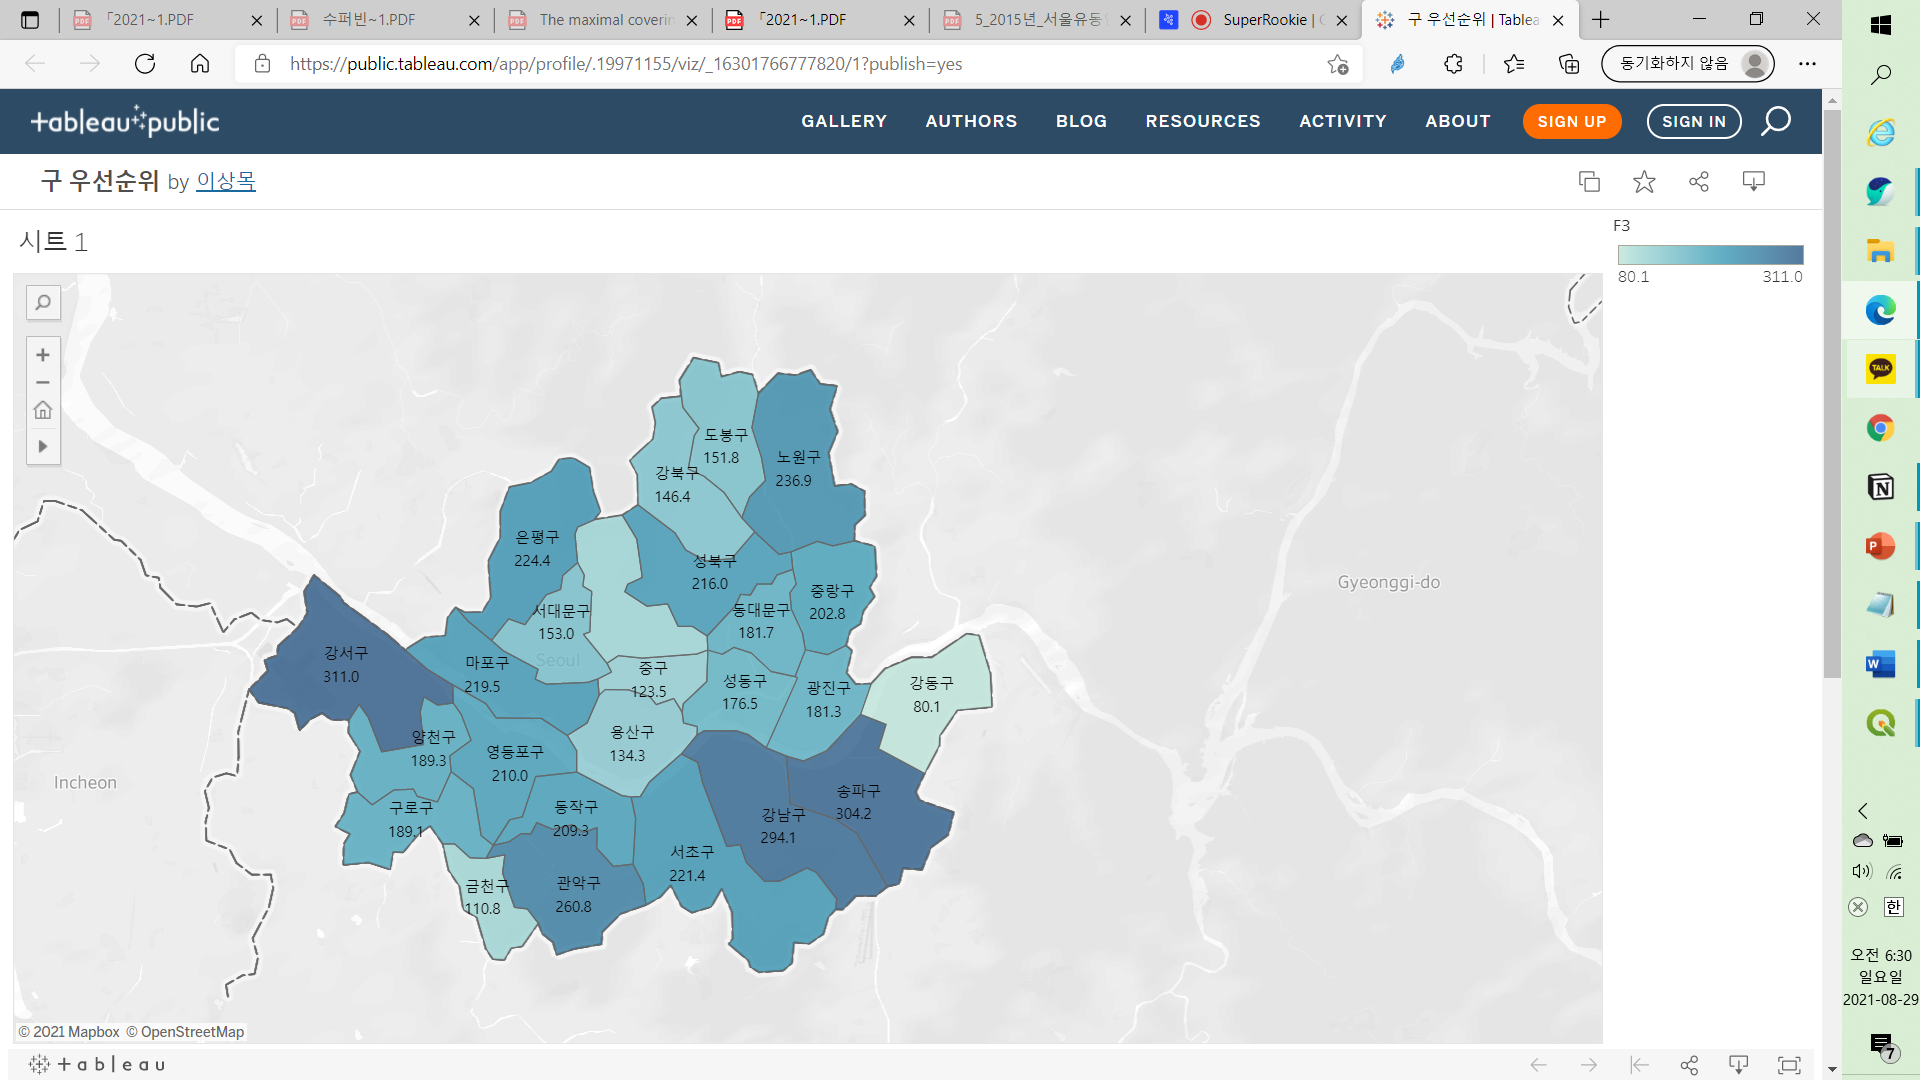 「2021~1.PDF
수퍼빈~1.PDF
The maximal coverin
「2021~1.PDF
5_2015년_서울유동
SuperRookie |
구 우선순위 | Tablea
https://public.tableau.com/app/profile/.19971155/viz/_16301766777820/1?publish=yes
동기화하지 않음
tableau public
GALLERY AUTHORS BLOG RESOURCES ACTIVITY ABOUT SIGN UP SIGN IN
구 우선순위 by 이상목
시트 1
F3
80.1 311.0
도봉구
151.8
노원구
236.9
강북구
146.4
은평구
224.4
성북구
216.0
중랑구
202.8
서대문구
153.0
동대문구
181.7
Seoul
강서구
311.0
마포구
219.5
중구
123.5
성동구
176.5
광진구
181.3
강동구
80.1
양천구
189.3
영등포구
210.0
용산구
134.3
구로구
189.1
동작구
209.3
강남구
294.1
송파구
304.2
서초구
221.4
금천구
110.8
관악구
260.8
Gyeonggi-do
Incheon
© 2021 Mapbox © OpenStreetMap
+ a b l e a u
TALK
N
P
W
한
오전 6:30
일요일
2021-08-29
7